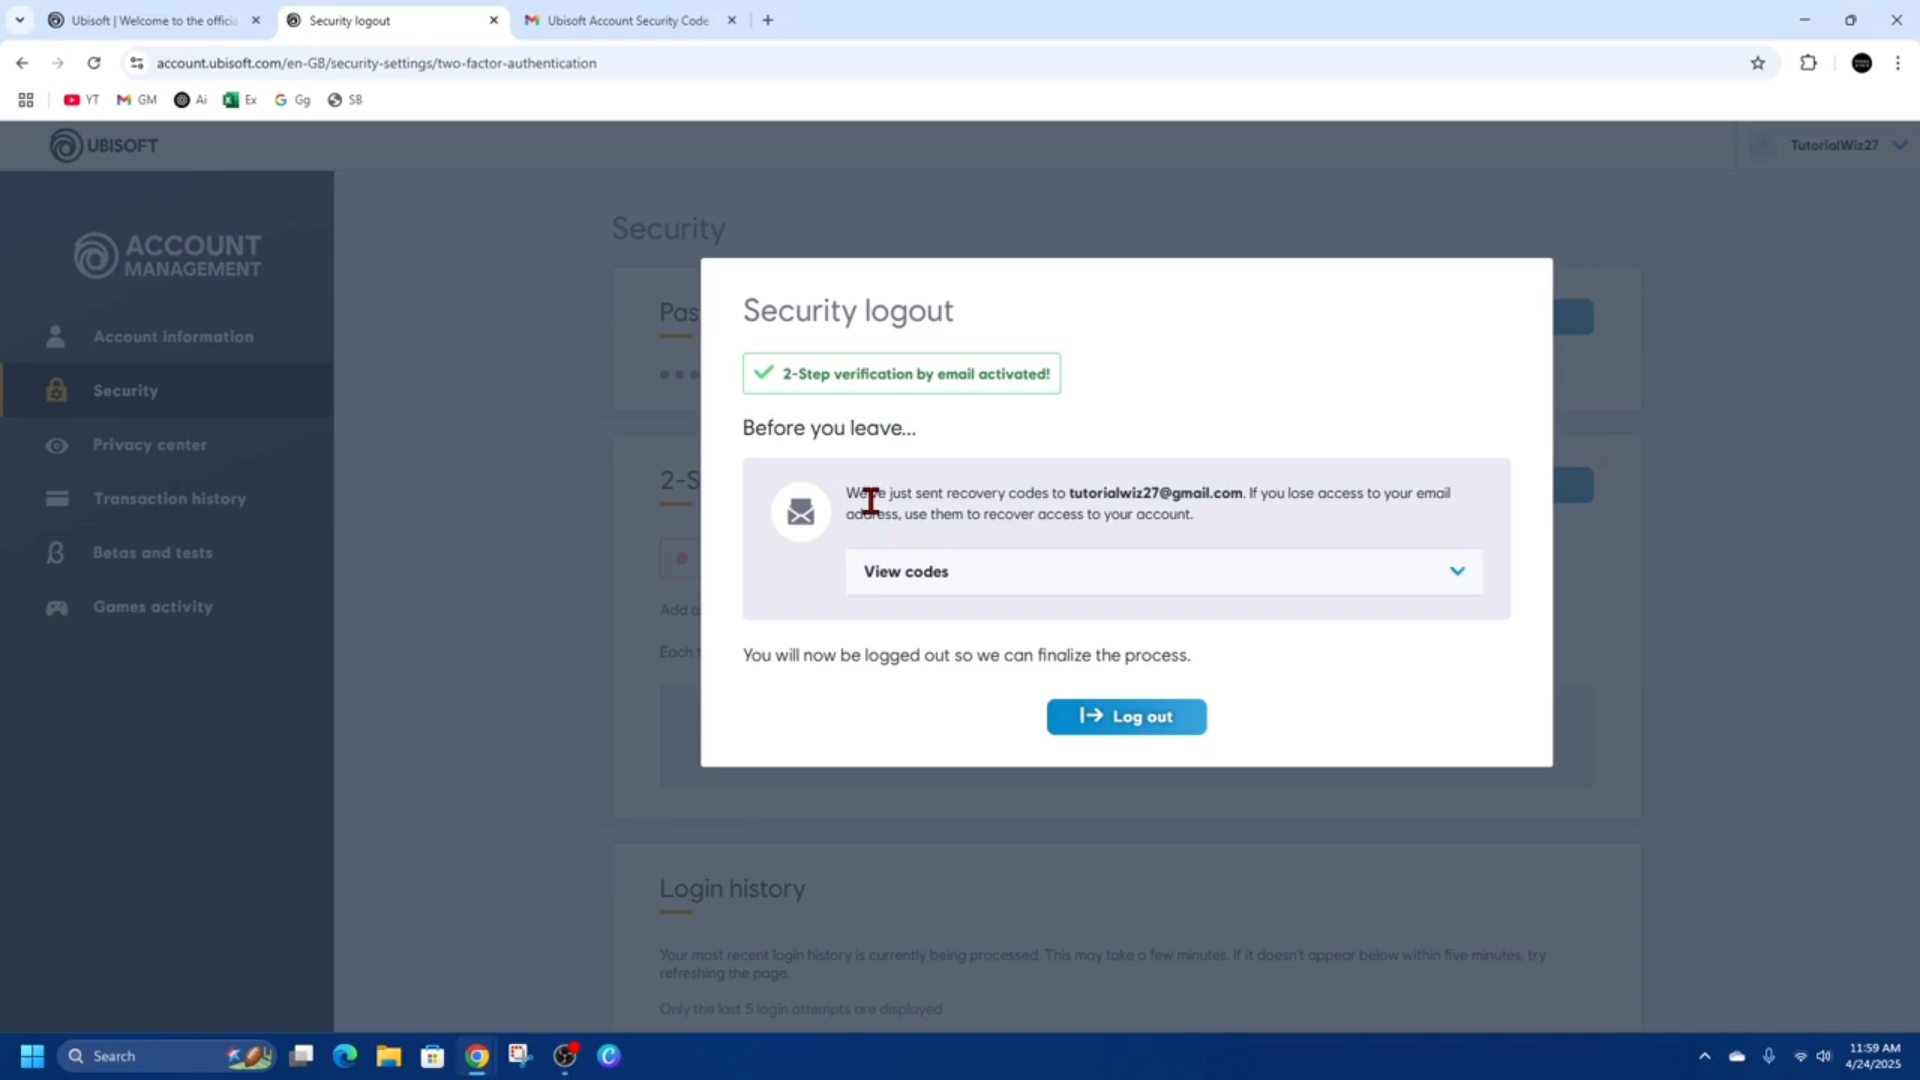 Ubisoft | Welcome to the officia
Security logout
Ubisoft Account Security Code
account.ubisoft.com/en-GB/security-settings/two-factor-authentication
YT
GM
Ai
Ex
Gg
SB
UBISOFT
TutorialWiz27
ACCOUNT
MANAGEMENT
Account information
Security
Privacy center
Transaction history
Betas and tests
Games activity
Security
Pas
Security logout
2-Step verification by email activated!
Before you leave...
2-S
We've just sent recovery codes to tutorialwiz27@gmail.com. If you lose access to your email
address, use them to recover access to your account.
View codes
Add a
Each t
You will now be logged out so we can finalize the process.
Log out
Login history
Your most recent login history is currently being processed. This may take a few minutes. If it doesn't appear below within five minutes, try
refreshing the page.
Only the last 5 login attempts are displayed
Search
11:59 AM
4/24/2025